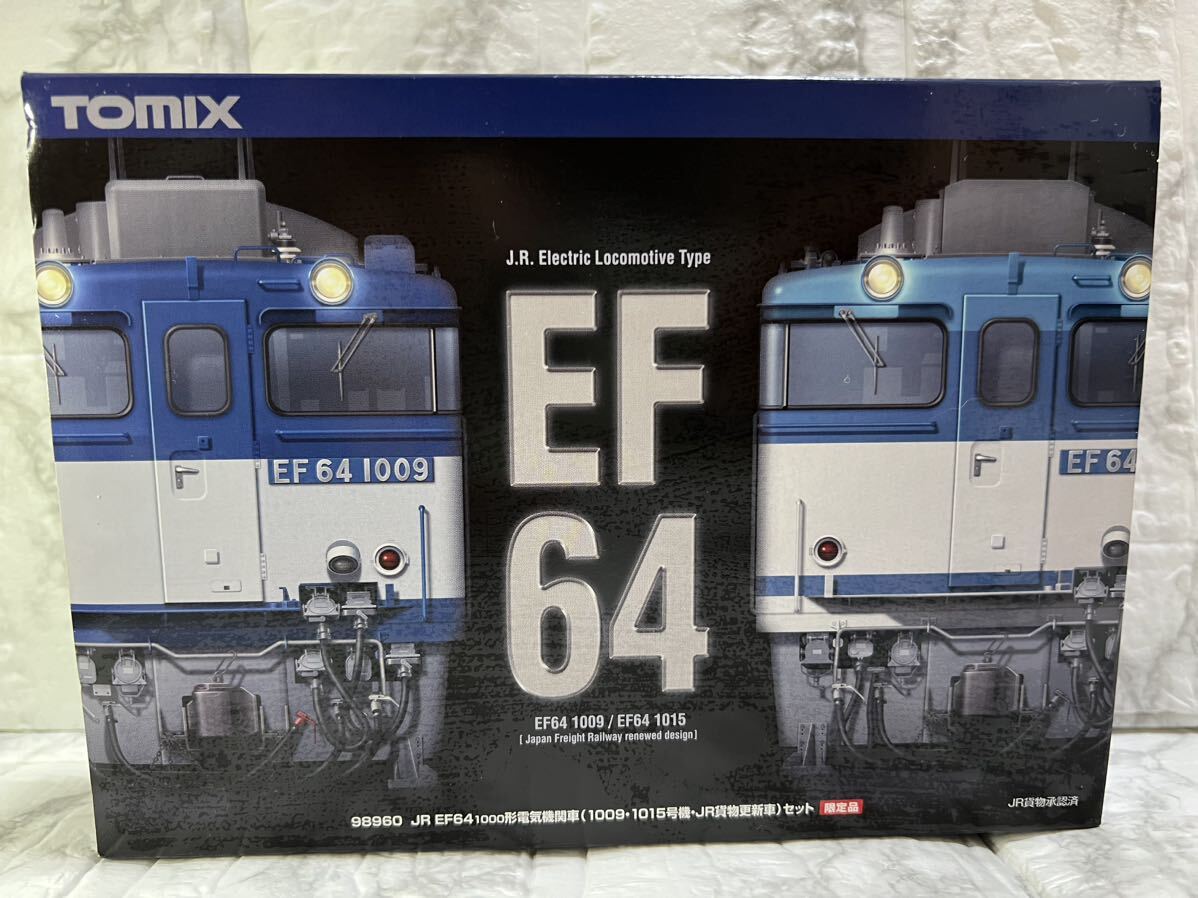 TOMIX
J.R. Electric Locomotive Type
EF
64
EF 64 1009
EF 64
EF64 1009 / EF64 1015
[ Japan Freight Railway renewed design ]
98960 JR EF64 1000形電気機関車(1009・1015号機・JR貨物更新車)セット 限定品
JR貨物承認済